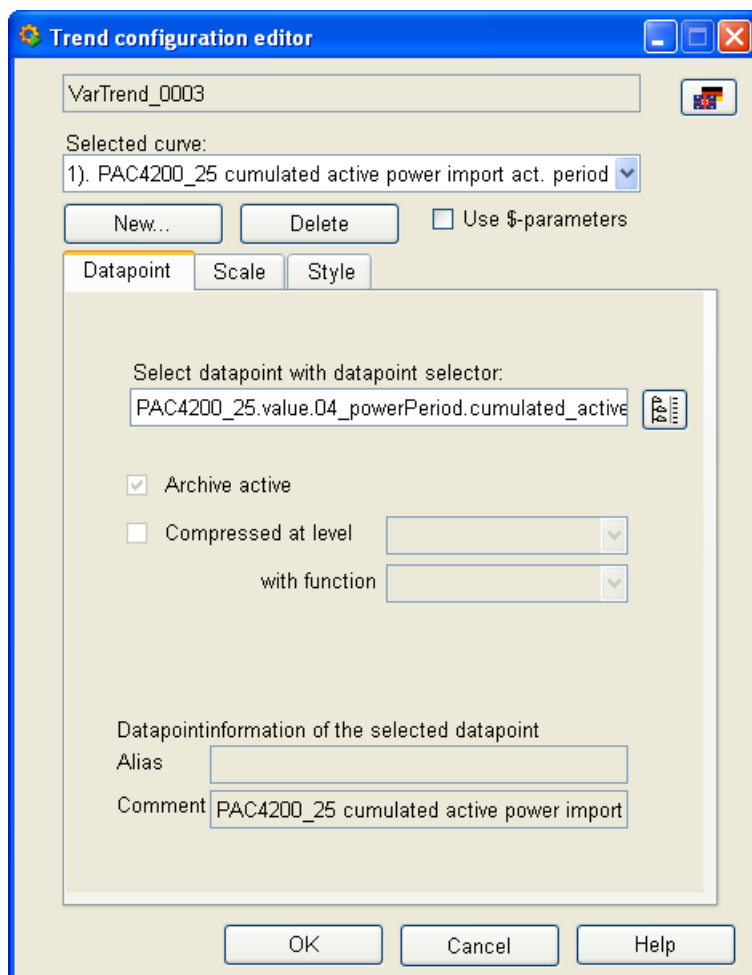 Trend configuration editor
VarTrend_0003
Selected curve:
1). PAC4200_25 cumulated active power import act. period
New... Delete Use $-parameters
Datapoint Scale Style
Select datapoint with datapoint selector:
PAC4200_25.value.04_powerPeriod.cumulated_active
Archive active
Compressed at level
with function
Datapointinformation of the selected datapoint
Alias
Comment PAC4200_25 cumulated active power import
OK Cancel Help